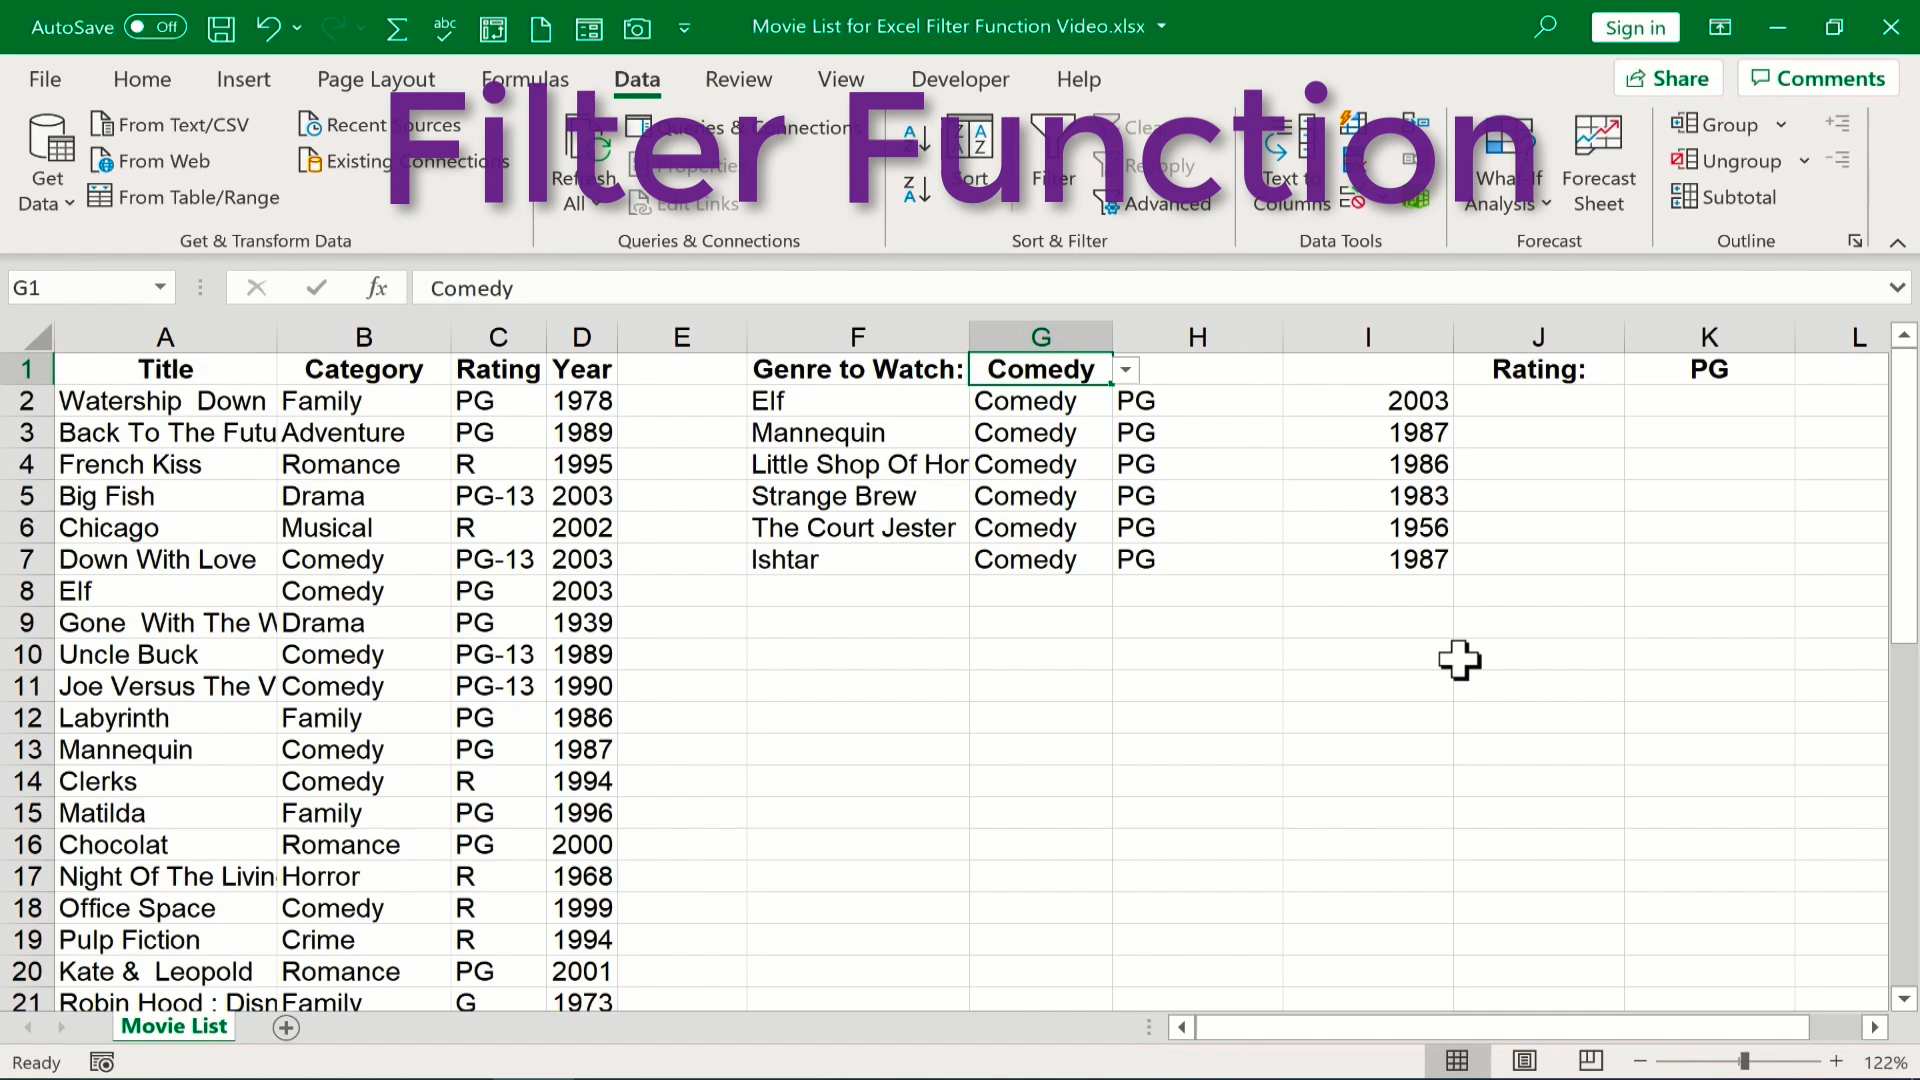 AutoSave Off abc Movie List for Excel Filter Function Video.xlsx Sign in
File Home Insert Page Layout Formulas Data Review View Developer Help Share Comments
Filter Function
Get Data
From Text/CSV
From Web
From Table/Range
Recent Sources
Existing Connections
Get & Transform Data
Refresh All
Queries & Connections
Properties
Edit Links
Queries & Connections
Sort
Filter
Clear
Reapply
Advanced
Sort & Filter
Text to Columns
Data Tools
What-If Analysis
Forecast Sheet
Forecast
Group
Ungroup
Subtotal
Outline
G1 fx Comedy
A B C D E F G H I J K L
1 Title Category Rating Year Genre to Watch: Comedy Rating: PG
2 Watership  Down Family PG 1978 Elf Comedy PG 2003
3 Back To The Futu Adventure PG 1989 Mannequin Comedy PG 1987
4 French Kiss Romance R 1995 Little Shop Of Hor Comedy PG 1986
5 Big Fish Drama PG-13 2003 Strange Brew Comedy PG 1983
6 Chicago Musical R 2002 The Court Jester Comedy PG 1956
7 Down With Love Comedy PG-13 2003 Ishtar Comedy PG 1987
8 Elf Comedy PG 2003
9 Gone  With The W Drama PG 1939
10 Uncle Buck Comedy PG-13 1989
11 Joe Versus The V Comedy PG-13 1990
12 Labyrinth Family PG 1986
13 Mannequin Comedy PG 1987
14 Clerks Comedy R 1994
15 Matilda Family PG 1996
16 Chocolat Romance PG 2000
17 Night Of The Livin Horror R 1968
18 Office Space Comedy R 1999
19 Pulp Fiction Crime R 1994
20 Kate &  Leopold Romance PG 2001
21 Robin Hood : Disn Family G 1973
Movie List
Ready 122%